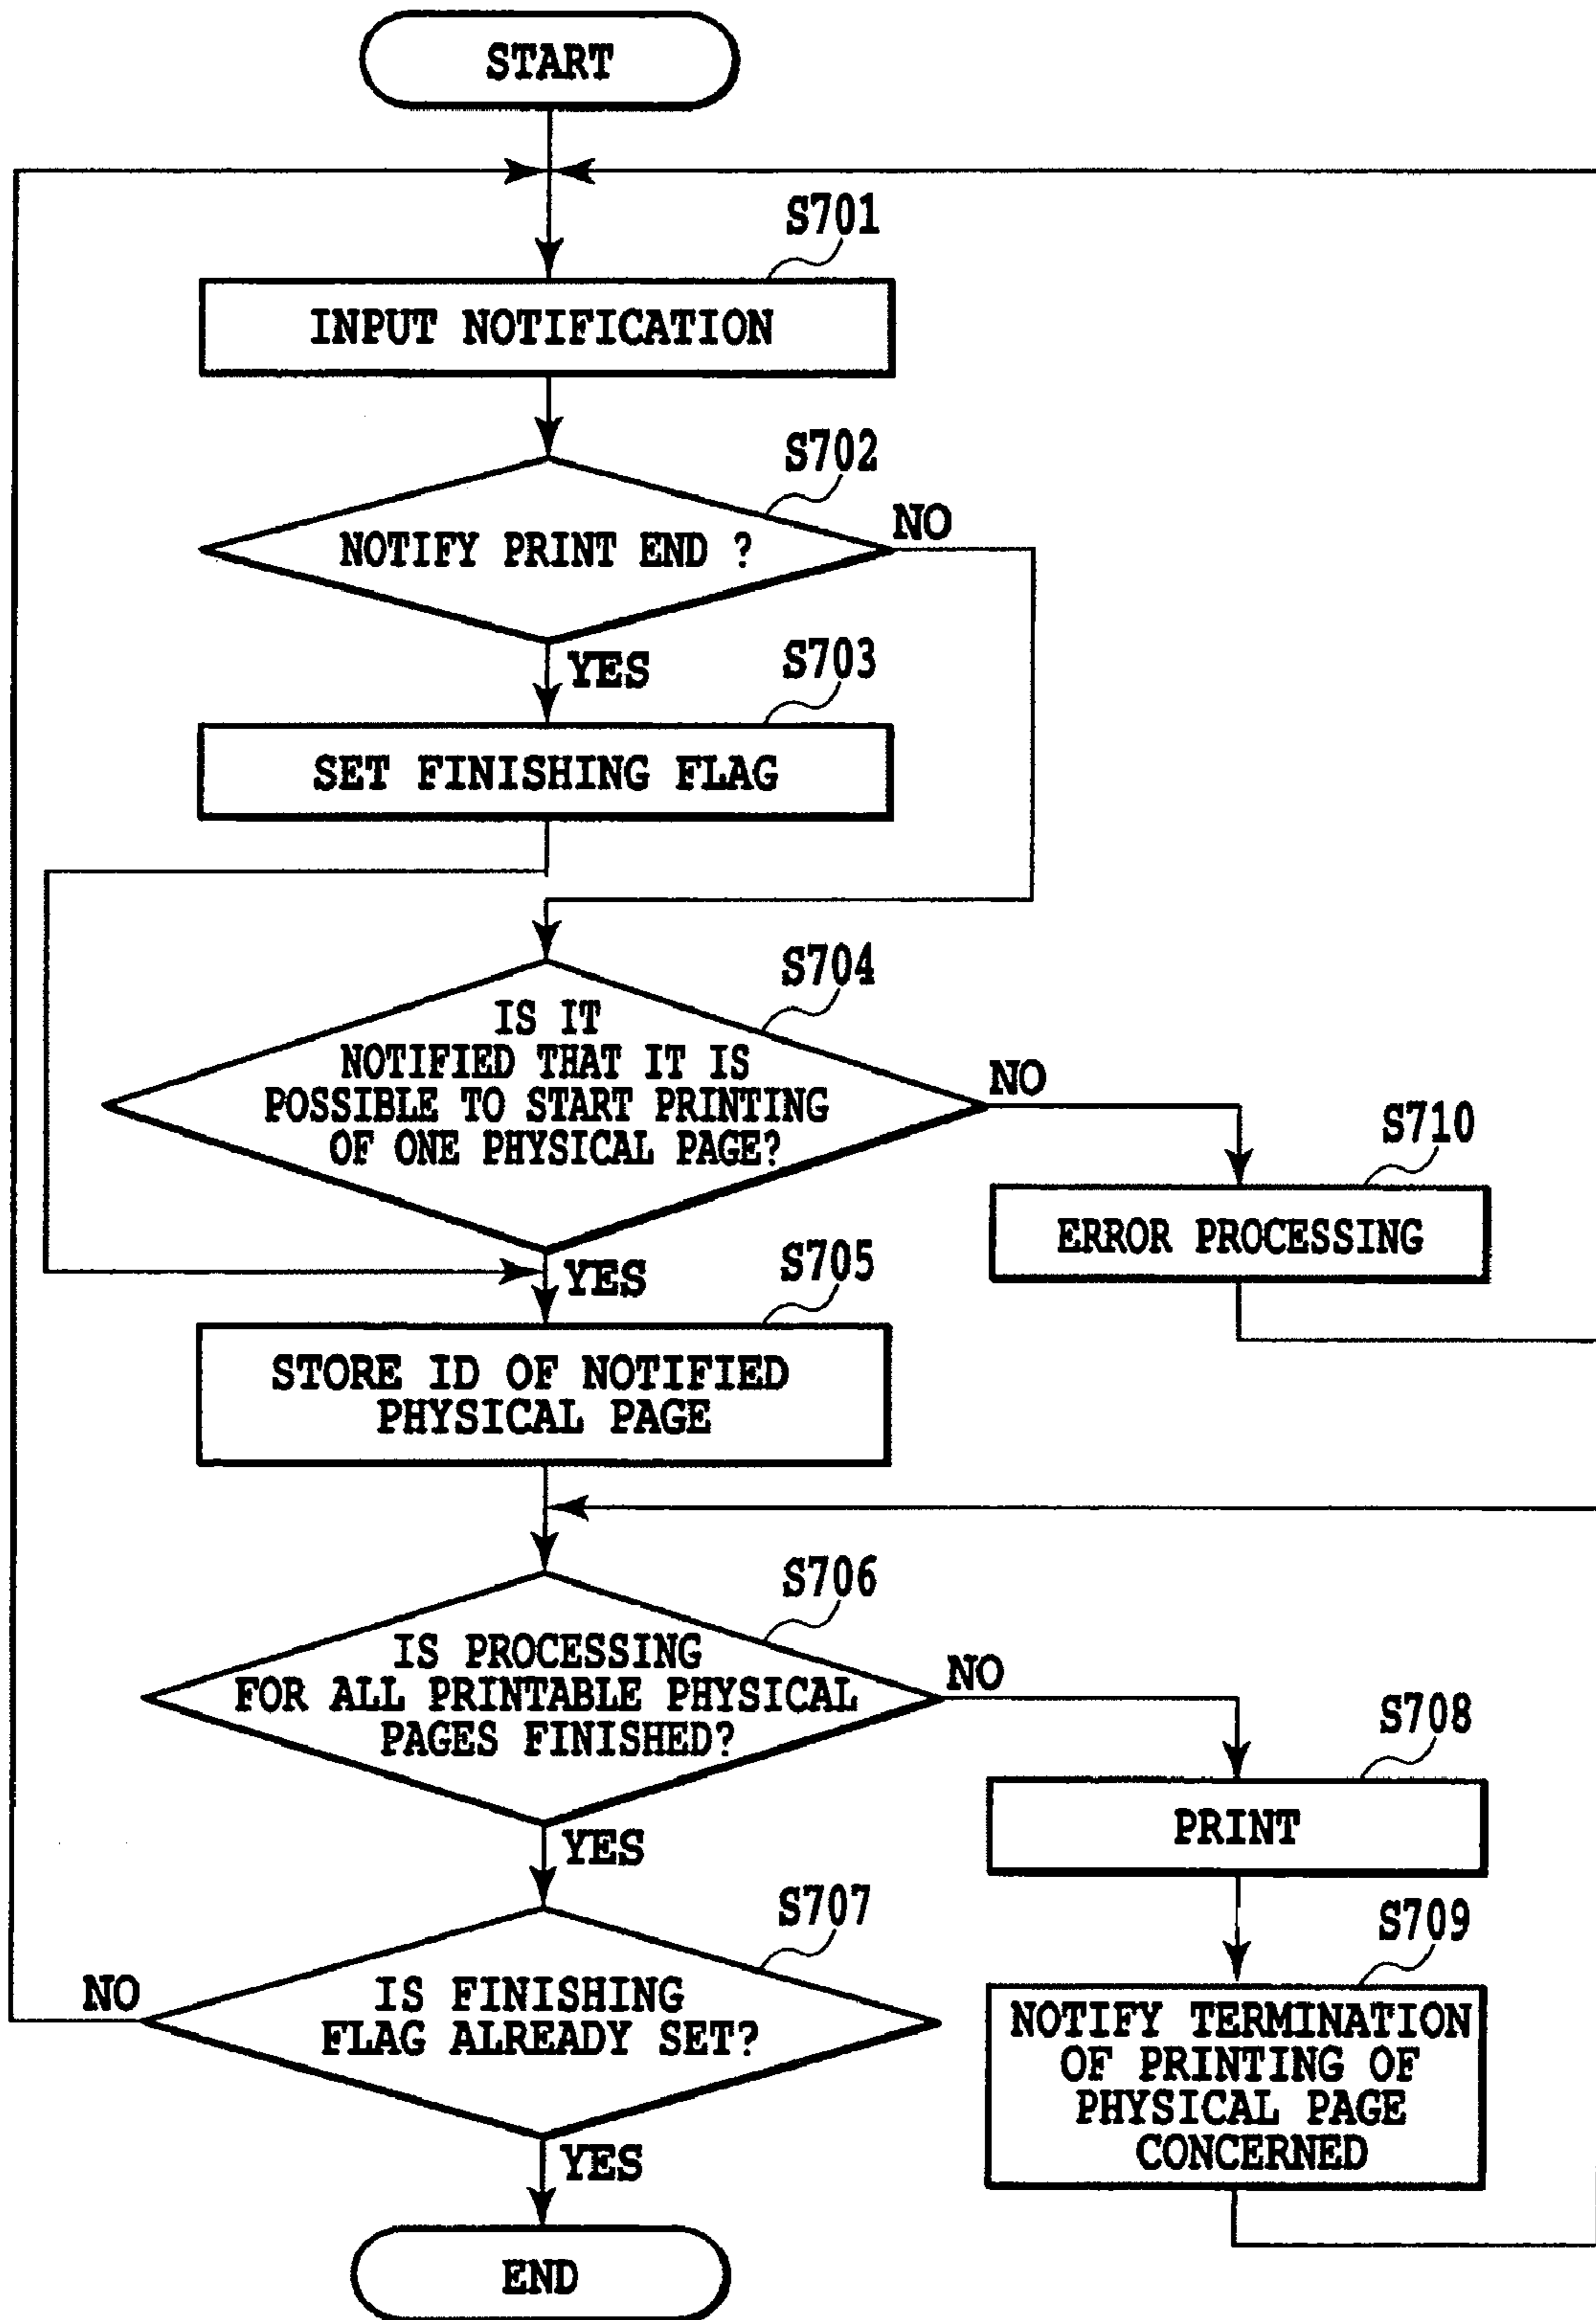 START
S701
INPUT NOTIFICATION
S702
NOTIFY PRINT END ?
NO
YES
S703
SET FINISHING FLAG
S704
IS IT
NOTIFIED THAT IT IS
POSSIBLE TO START PRINTING
OF ONE PHYSICAL PAGE?
NO
S710
ERROR PROCESSING
YES
S705
STORE ID OF NOTIFIED
PHYSICAL PAGE
S706
IS PROCESSING
FOR ALL PRINTABLE PHYSICAL
PAGES FINISHED?
NO
S708
PRINT
YES
S707
IS FINISHING
FLAG ALREADY SET?
NO
S709
NOTIFY TERMINATION
OF PRINTING OF
PHYSICAL PAGE
CONCERNED
YES
END